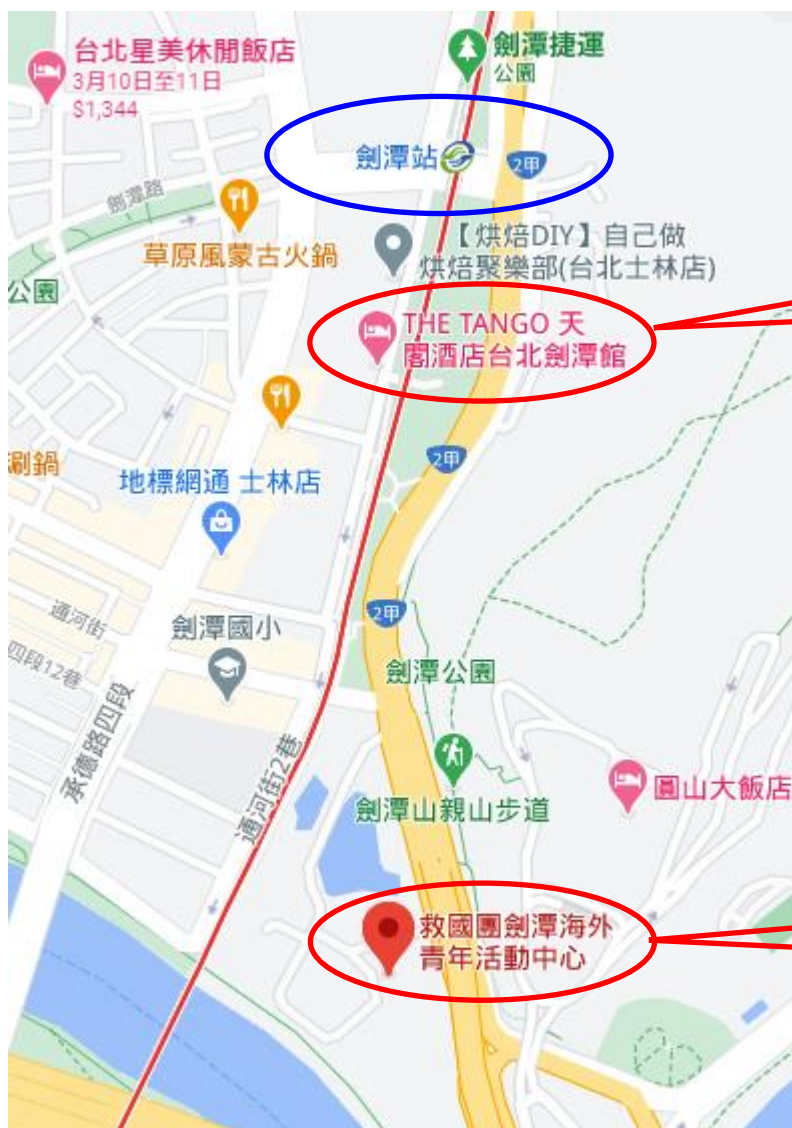 台北星美休閒飯店
3月10日至11日
$1,344
劍潭捷運
公園
劍潭站
2甲
劍潭路
草原風蒙古火鍋
【烘焙DIY】自己做
烘焙聚樂部(台北士林店)
公園
THE TANGO 天
閣酒店台北劍潭館
涮鍋
2甲
地標網通 士林店
2甲
通河街
劍潭國小
四段12巷
劍潭公園
承德路四段
通河街2巷
圓山大飯店
劍潭山親山步道
救國團劍潭海外
青年活動中心